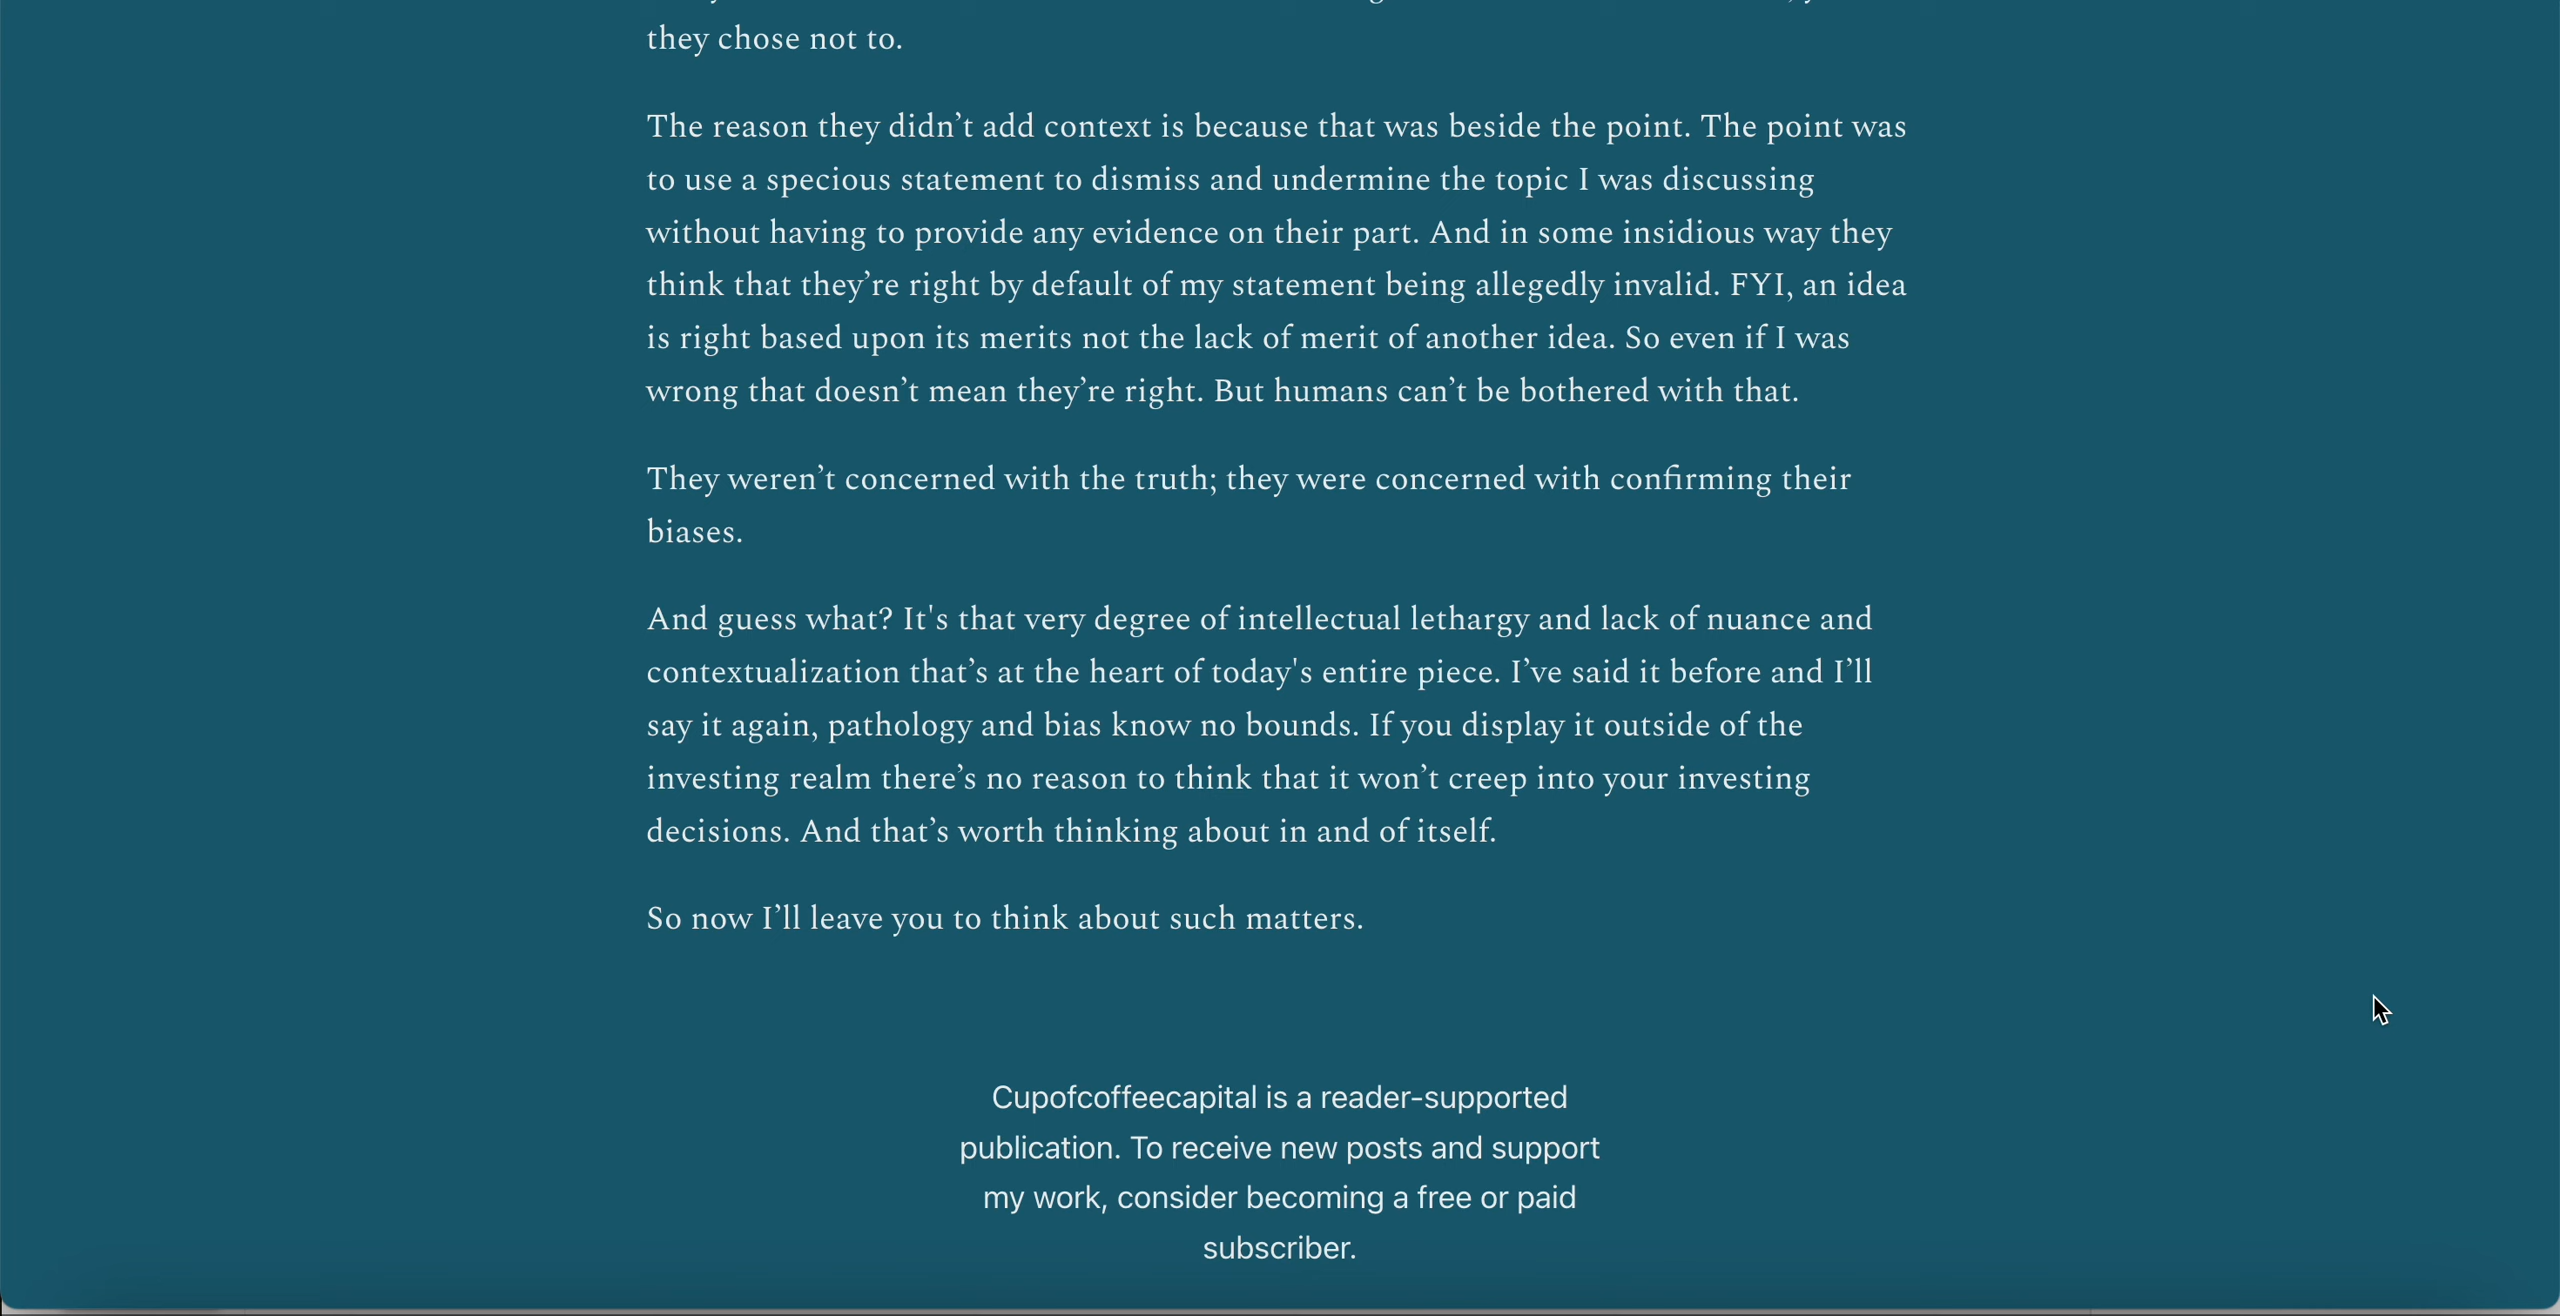 they chose not to.
The reason they didn’t add context is because that was beside the point. The point was
to use a specious statement to dismiss and undermine the topic I was discussing
without having to provide any evidence on their part. And in some insidious way they
think that they’re right by default of my statement being allegedly invalid. FYI, an idea
is right based upon its merits not the lack of merit of another idea. So even if I was
wrong that doesn’t mean they’re right. But humans can’t be bothered with that.
They weren’t concerned with the truth; they were concerned with confirming their
biases.
And guess what? It's that very degree of intellectual lethargy and lack of nuance and
contextualization that’s at the heart of today's entire piece. I’ve said it before and I’ll
say it again, pathology and bias know no bounds. If you display it outside of the
investing realm there’s no reason to think that it won’t creep into your investing
decisions. And that’s worth thinking about in and of itself.
So now I’ll leave you to think about such matters.
Cupofcoffeecapital is a reader-supported
publication. To receive new posts and support
my work, consider becoming a free or paid
subscriber.